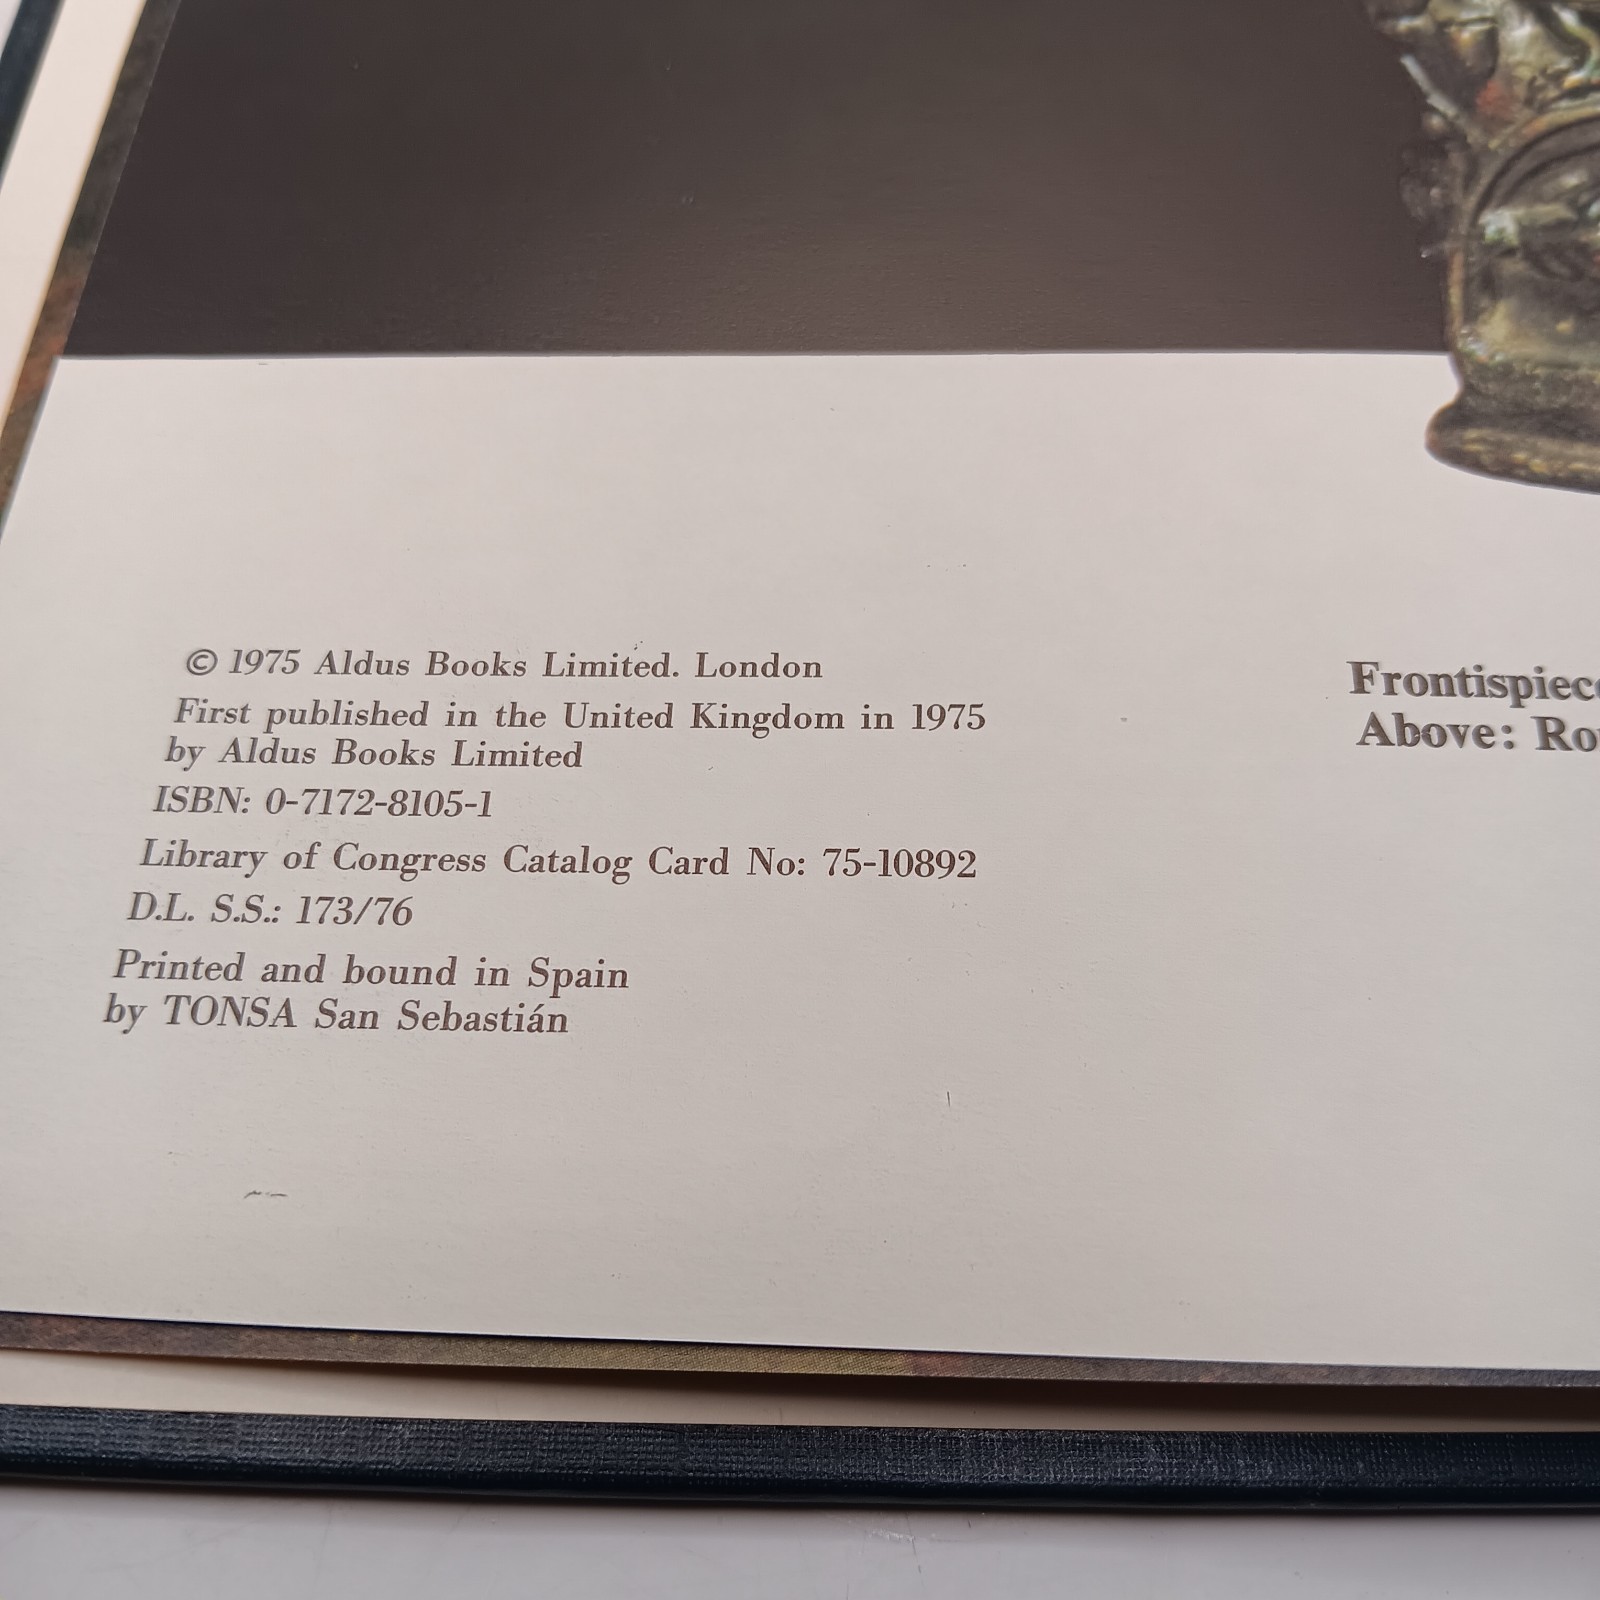 © 1975 Aldus Books Limited. London
First published in the United Kingdom in 1975
by Aldus Books Limited
ISBN: 0-7172-8105-1
Library of Congress Catalog Card No: 75-10892
D.L. S.S.: 173/76
Printed and bound in Spain
by TONSA San Sebastián
Above: